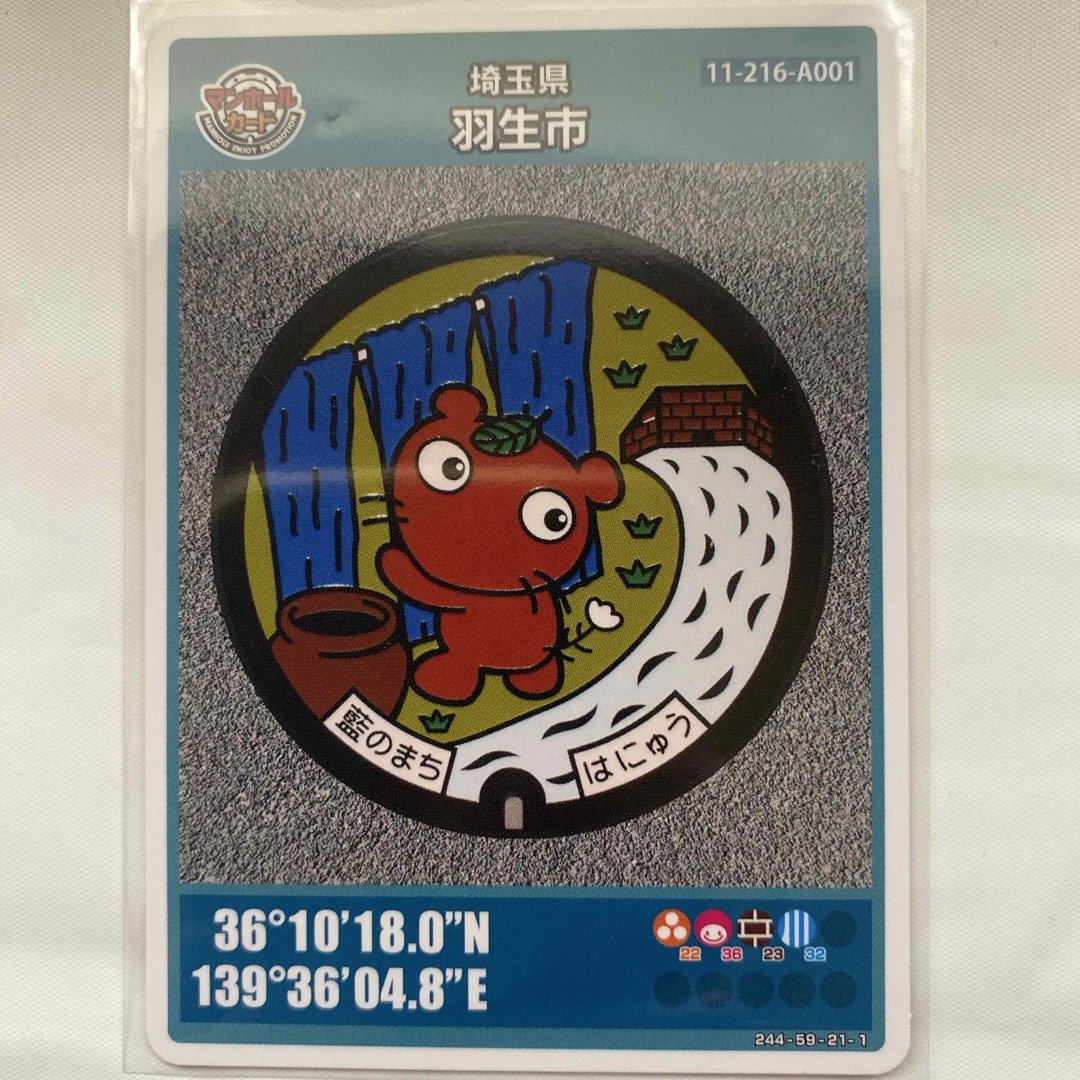 マンホール
カード
MANHOLE ENJOY PROMOTION
埼玉県
羽生市
11-216-A001
藍のまち
はにゅう
36°10'18.0"N
139°36'04.8"E
22 36 23 32
244-59-21-1